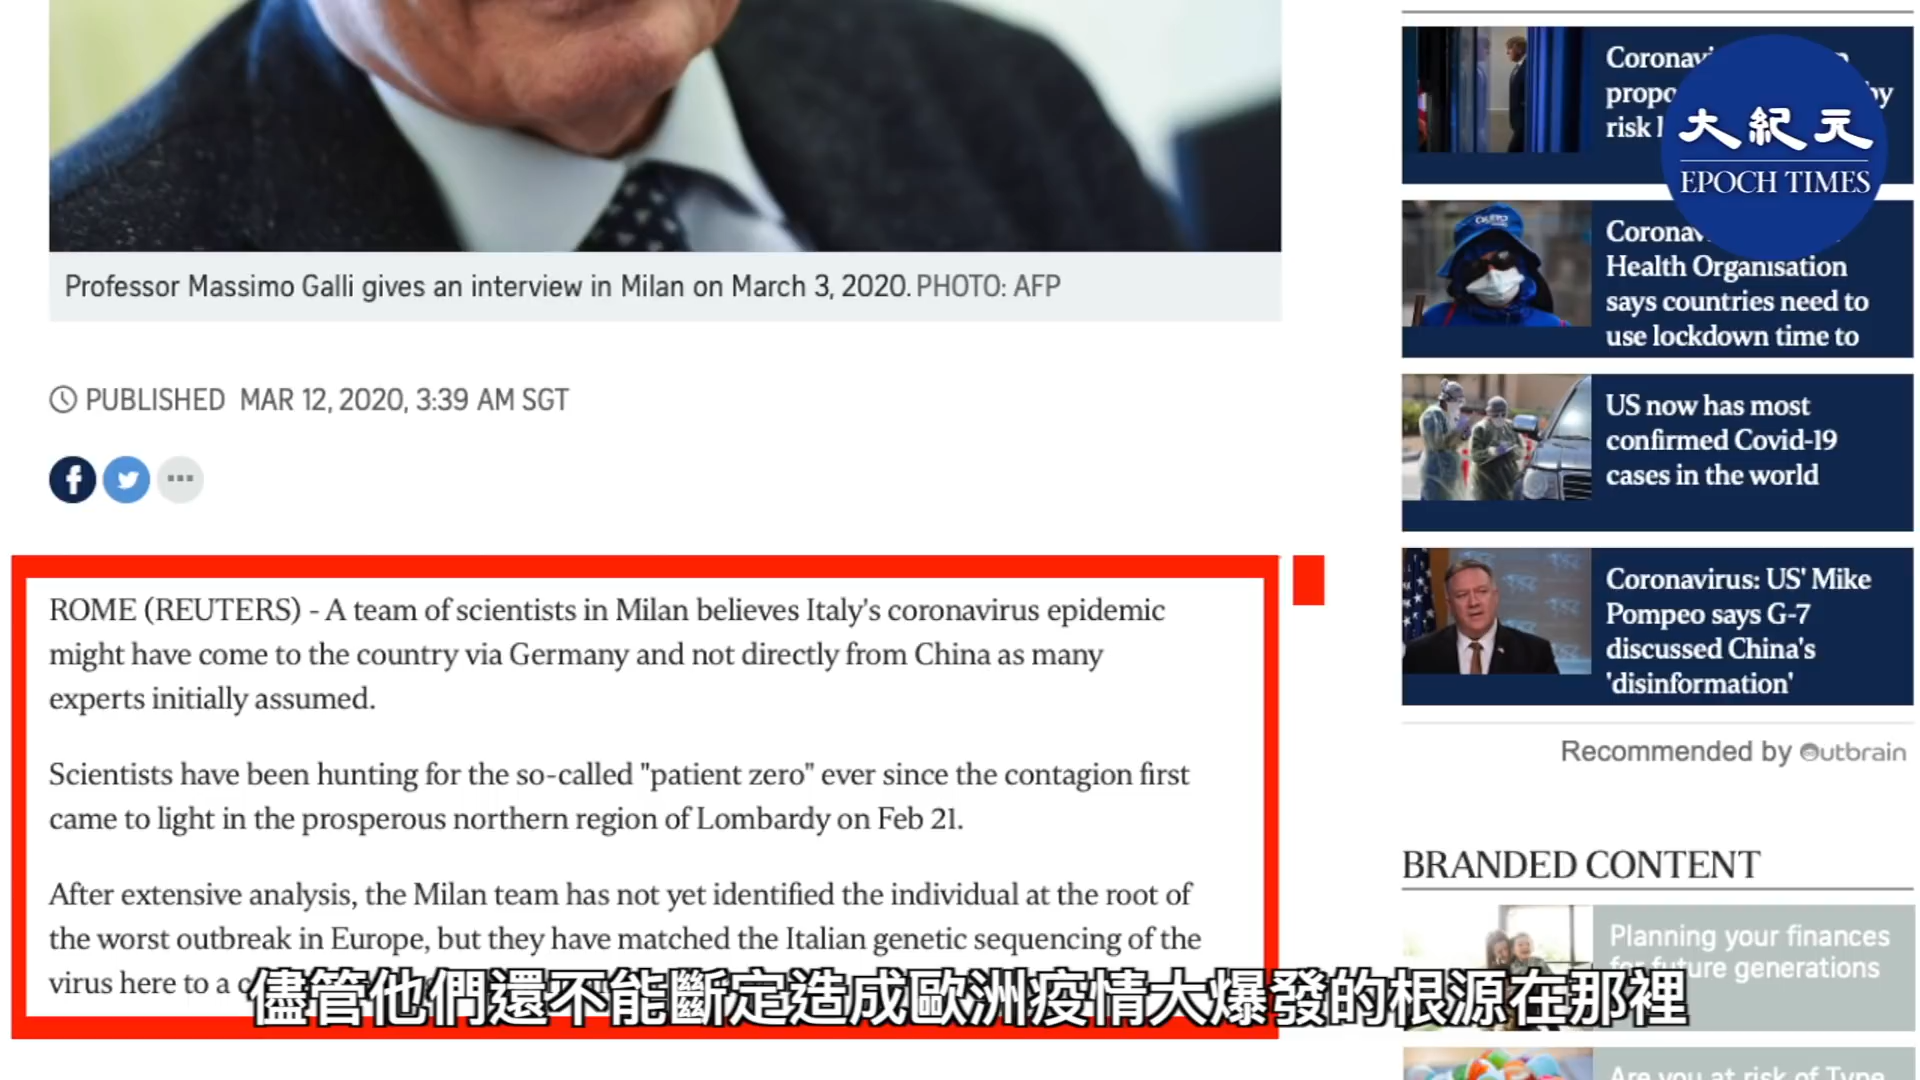 Professor Massimo Galli gives an interview in Milan on March 3, 2020. PHOTO: AFP
PUBLISHED MAR 12, 2020, 3:39 AM SGT
ROME (REUTERS) - A team of scientists in Milan believes Italy's coronavirus epidemic
might have come to the country via Germany and not directly from China as many
experts initially assumed.
Scientists have been hunting for the so-called "patient zero" ever since the contagion first
came to light in the prosperous northern region of Lombardy on Feb 21.
After extensive analysis, the Milan team has not yet identified the individual at the root of
the worst outbreak in Europe, but they have matched the Italian genetic sequencing of the
virus here to a
儘管他們還不能斷定造成歐洲疫情大爆發的根源在那裡
risk
大紀元
EPOCH TIMES
Health Organisation
says countries need to
use lockdown time to
US now has most
confirmed Covid-19
cases in the world
Coronavirus: US' Mike
Pompeo says G-7
discussed China's
'disinformation'
Recommended by Outbrain
BRANDED CONTENT
Planning your finances
for future generations
Are you at risk of Type